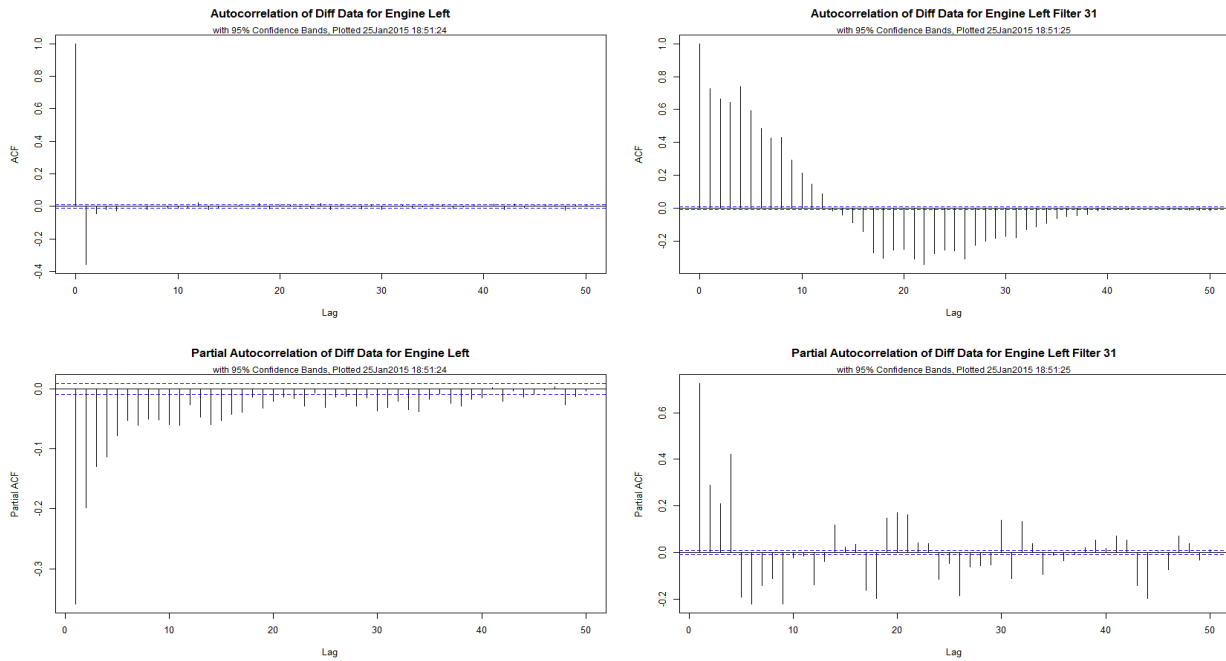 Autocorrelation of Diff Data for Engine Left
with 95% Confidence Bands, Plotted 25Jan2015 18:51:24
1.0
0.8
0.6
0.4
0.2
0.0
-0.2
-0.4
ACF
0 10 20 30 40 50
Lag
Autocorrelation of Diff Data for Engine Left Filter 31
with 95% Confidence Bands, Plotted 25Jan2015 18:51:25
1.0
0.8
0.6
0.4
0.2
0.0
-0.2
ACF
0 10 20 30 40 50
Lag
Partial Autocorrelation of Diff Data for Engine Left
with 95% Confidence Bands, Plotted 25Jan2015 18:51:24
0.0
-0.1
-0.2
-0.3
Partial ACF
0 10 20 30 40 50
Lag
Partial Autocorrelation of Diff Data for Engine Left Filter 31
with 95% Confidence Bands, Plotted 25Jan2015 18:51:25
0.6
0.4
0.2
0.0
-0.2
Partial ACF
0 10 20 30 40 50
Lag